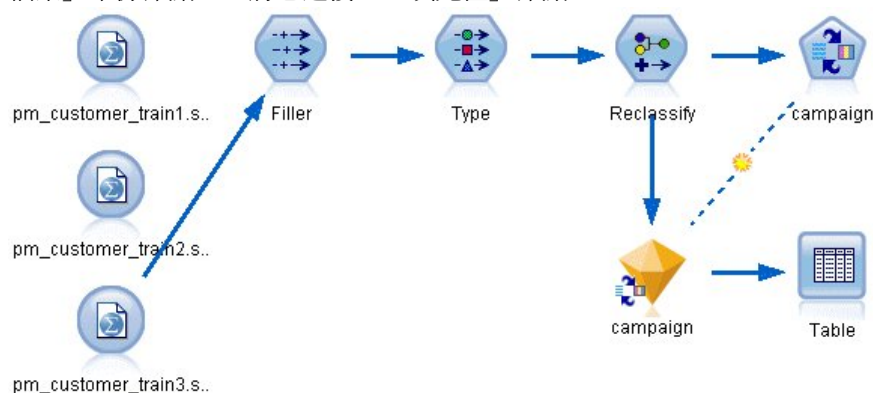 pm_customer_train1.s..
Filler
Type
Reclassify
campaign
pm_customer_train2.s..
campaign
Table
pm_customer_train3.s..